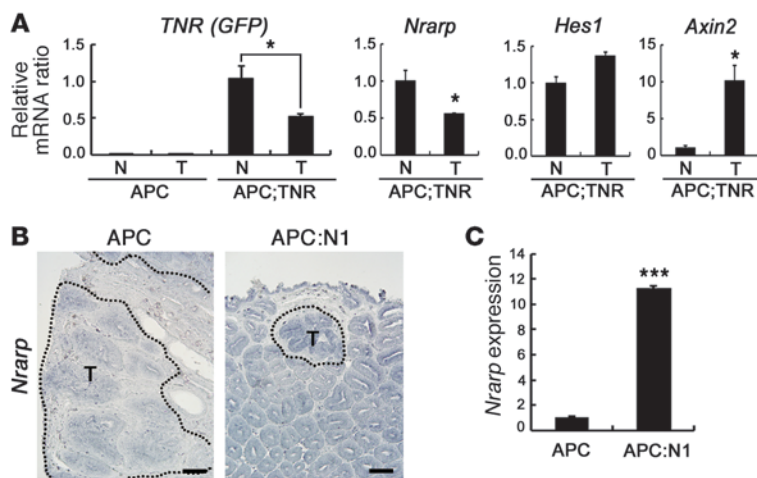 A
TNR (GFP)
Nrarp
Hes1
Axin2
Relative
mRNA ratio
1.5
1.0
0.5
0.0
*
N T N T
APC APC;TNR
1.5
1.0
0.5
0.0
*
N T
APC;TNR
1.5
1.0
0.5
0.0
N T
APC;TNR
15
10
5
0
*
N T
APC;TNR
B
APC
APC:N1
Nrarp
T
T
C
Nrarp expression
14
12
10
8
6
4
2
0
***
APC APC:N1